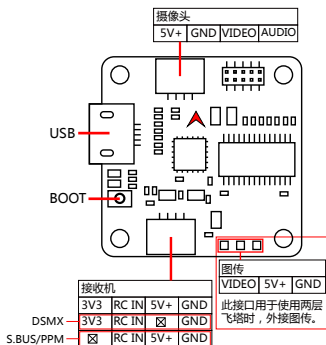 摄像头
5V+ GND VIDEO AUDIO
USB
BOOT
图传
VIDEO 5V+ GND
此接口用于使用两层
飞塔时，外接图传。
接收机
3V3 RC IN 5V+ GND
DSMX 3V3 RC IN GND
S.BUS/PPM RC IN 5V+ GND